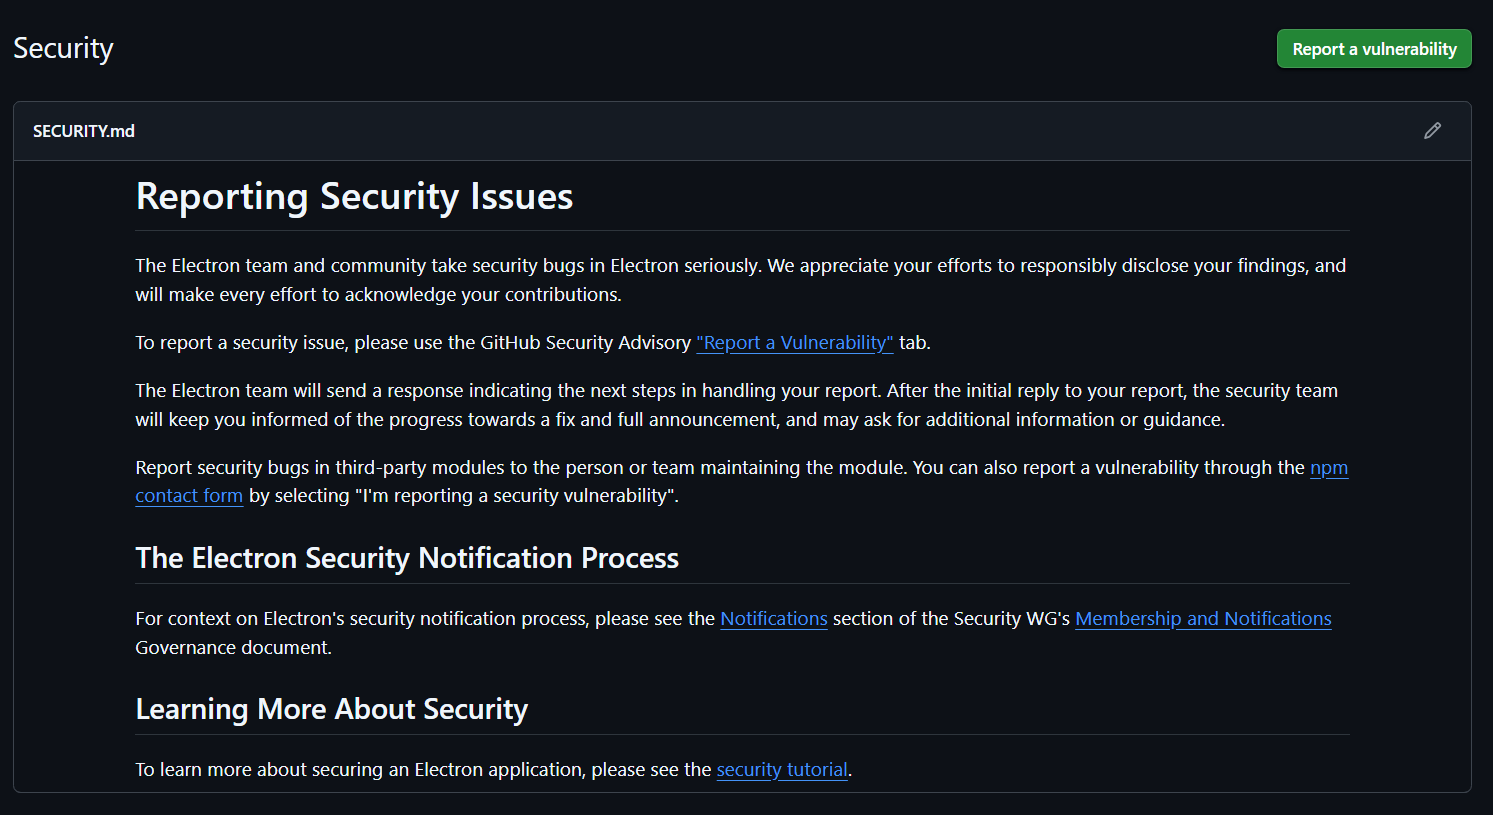 Security
Report a vulnerability
SECURITY.md
Reporting Security Issues
The Electron team and community take security bugs in Electron seriously. We appreciate your efforts to responsibly disclose your findings, and
will make every effort to acknowledge your contributions.
To report a security issue, please use the GitHub Security Advisory "Report a Vulnerability" tab.
The Electron team will send a response indicating the next steps in handling your report. After the initial reply to your report, the security team
will keep you informed of the progress towards a fix and full announcement, and may ask for additional information or guidance.
Report security bugs in third-party modules to the person or team maintaining the module. You can also report a vulnerability through the npm
contact form by selecting "I'm reporting a security vulnerability".
The Electron Security Notification Process
For context on Electron's security notification process, please see the Notifications section of the Security WG's Membership and Notifications
Governance document.
Learning More About Security
To learn more about securing an Electron application, please see the security tutorial.